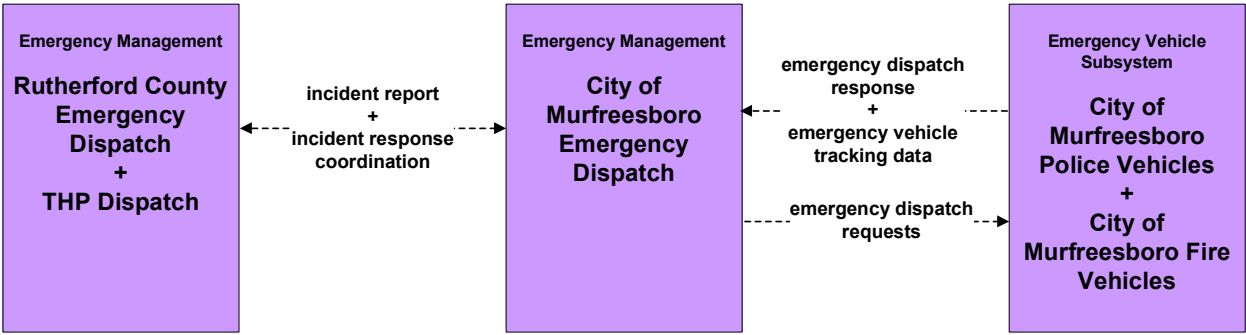 Emergency Management
Rutherford County
Emergency
Dispatch
+
THP Dispatch
incident report
+
incident response
coordination
Emergency Management
City of
Murfreesboro
Emergency
Dispatch
emergency dispatch
response
+
emergency vehicle
tracking data
emergency dispatch
requests
Emergency Vehicle
Subsystem
City of
Murfreesboro
Police Vehicles
+
City of
Murfreesboro Fire
Vehicles